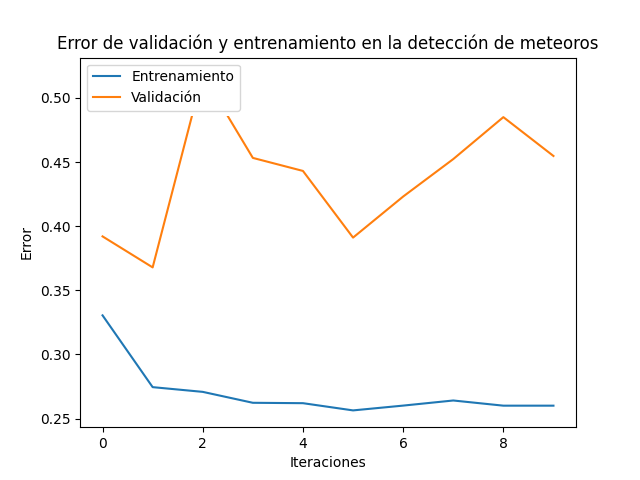 Error de validación y entrenamiento en la detección de meteoros
Entrenamiento
Validación
0.50
0.45
0.40
0.35
0.30
0.25
Error
0 2 4 6 8
Iteraciones